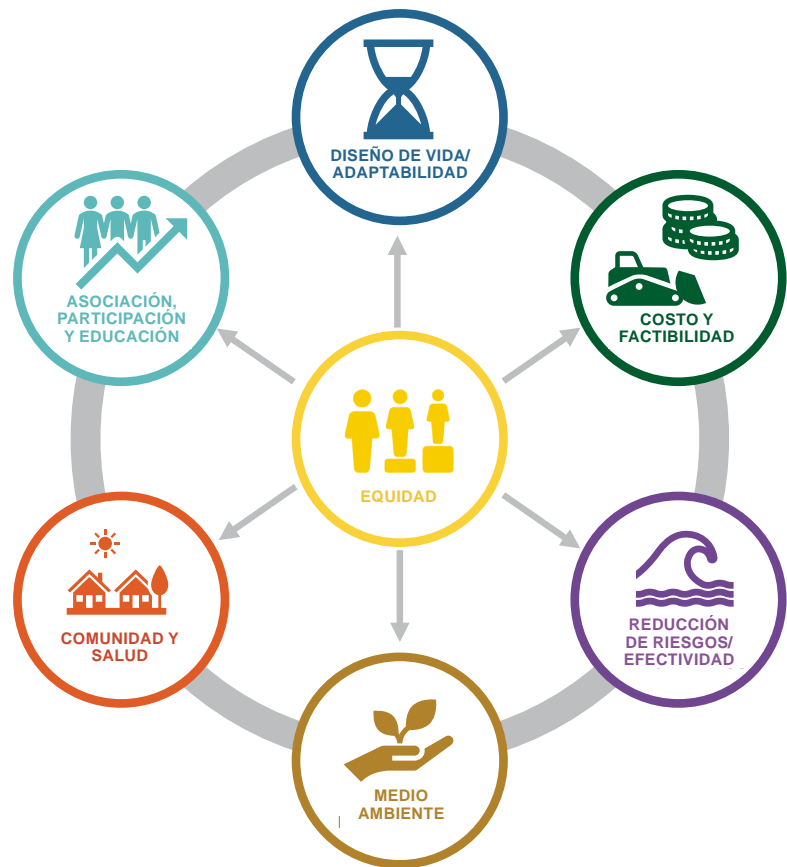 DISEÑO DE VIDA/
ADAPTABILIDAD
ASOCIACIÓN,
PARTICIPACIÓN
Y EDUCACIÓN
COSTO Y
FACTIBILIDAD
EQUIDAD
COMUNIDAD Y
SALUD
REDUCCIÓN
DE RIESGOS/
EFECTIVIDAD
MEDIO
AMBIENTE